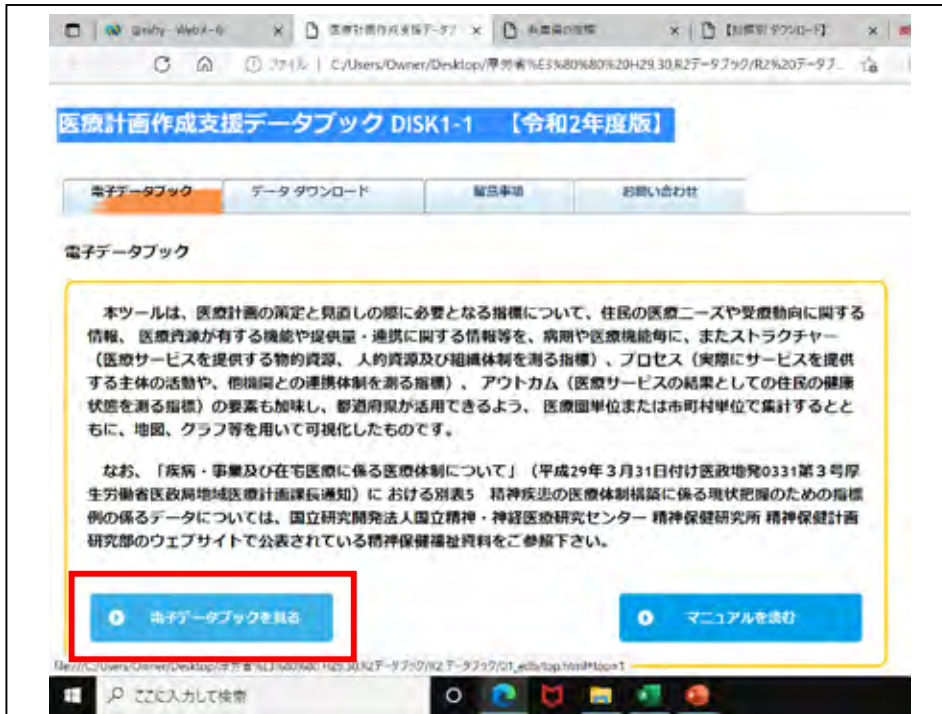 医療計画作成支援データブック DISK1-1　【令和2年度版】
電子データブック　データ ダウンロード　留意事項　お問い合わせ
電子データブック
本ツールは、医療計画の策定と見直しの際に必要となる指標について、住民の医療ニーズや受療動向に関する
情報、 医療資源が有する機能や提供量・連携に関する情報等を、病期や医療機能毎に、またストラクチャー
（医療サービスを提供する物的資源、 人的資源及び組織体制を測る指標）、プロセス（実際にサービスを提供
する主体の活動や、他機関との連携体制を測る指標）、 アウトカム（医療サービスの結果としての住民の健康
状態を測る指標）の要素も加味し、都道府県が活用できるよう、 医療圏単位または市町村単位で集計するとと
もに、地図、グラフ等を用いて可視化したものです。
なお、「疾病・事業及び在宅医療に係る医療体制について」（平成29年３月31日付け医政地発0331第３号厚
生労働省医政局地域医療計画課長通知）に おける別表5　精神疾患の医療体制構築に係る現状把握のための指標
例の係るデータについては、国立研究開発法人国立精神・神経医療研究センター 精神保健研究所 精神保健計画
研究部のウェブサイトで公表されている精神保健福祉資料をご参照下さい。
電子データブックを見る　マニュアルを読む
ここに入力して検索